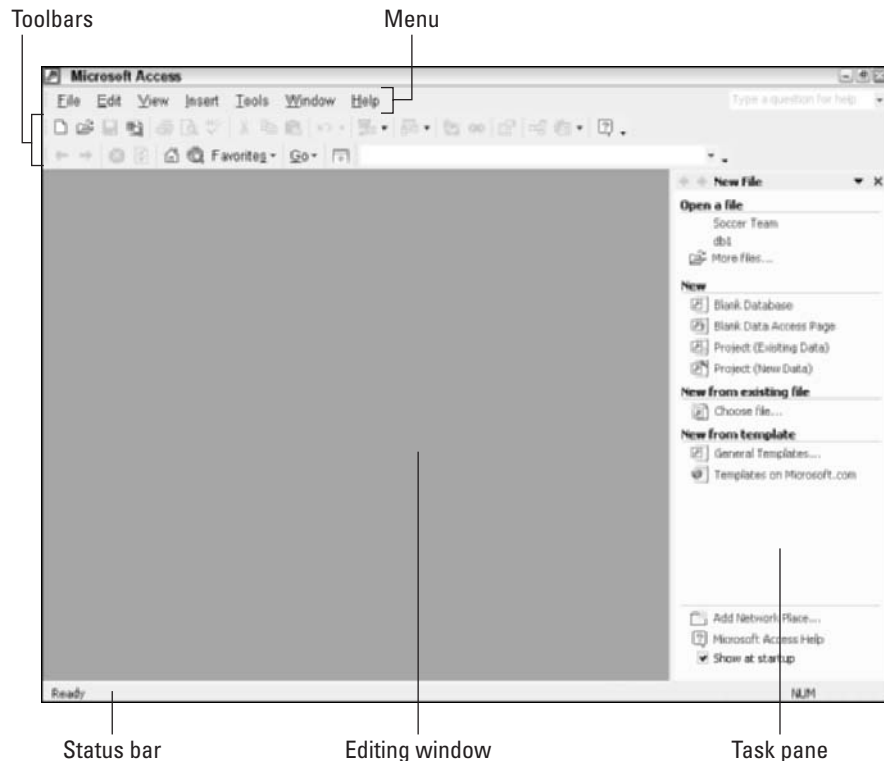 Toolbars
Menu
Microsoft Access
File Edit View Insert Tools Window Help
Type a question for help
Favorites Go
New File
Open a file
Soccer Team
db1
More files...
New
Blank Database
Blank Data Access Page
Project (Existing Data)
Project (New Data)
New from existing file
Choose file...
New from template
General Templates...
Templates on Microsoft.com
Add Network Place...
Microsoft Access Help
Show at startup
Ready
NUM
Status bar
Editing window
Task pane